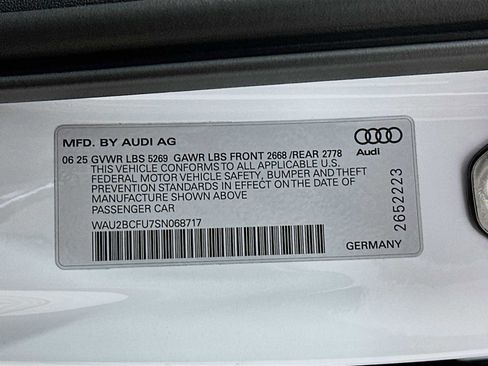 MFD. BY AUDI AG
Audi
06 25 GVWR LBS 5269 GAWR LBS FRONT 2668 /REAR 2778
THIS VEHICLE CONFORMS TO ALL APPLICABLE U.S.
FEDERAL MOTOR VEHICLE SAFETY, BUMPER AND THEFT
PREVENTION STANDARDS IN EFFECT ON THE DATE OF
MANUFACTURE SHOWN ABOVE
PASSENGER CAR
WAU2BCFU7SN068717
GERMANY
2652223